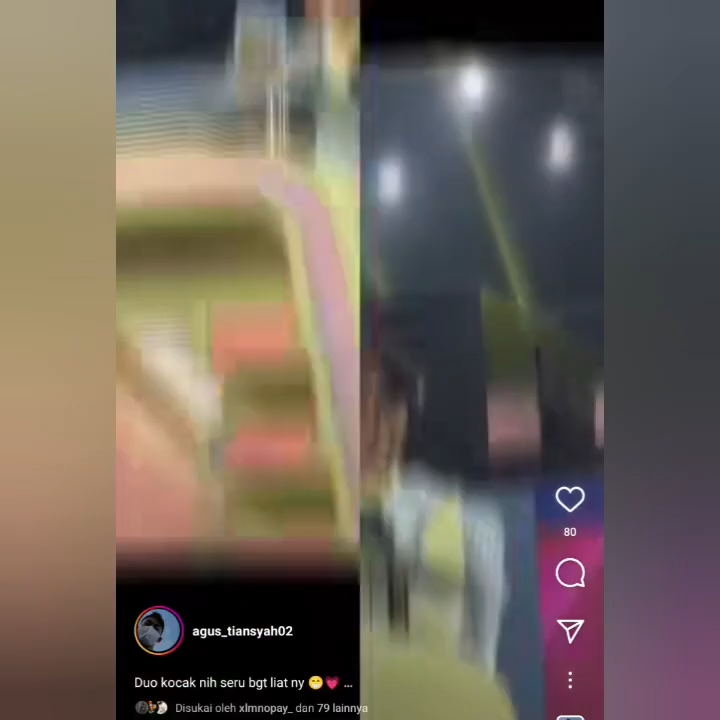 80
agus_tiansyah02
Duo kocak nih seru bgt liat ny 😁💗 ...
Disukai oleh xlmnopay_ dan 79 lainnya